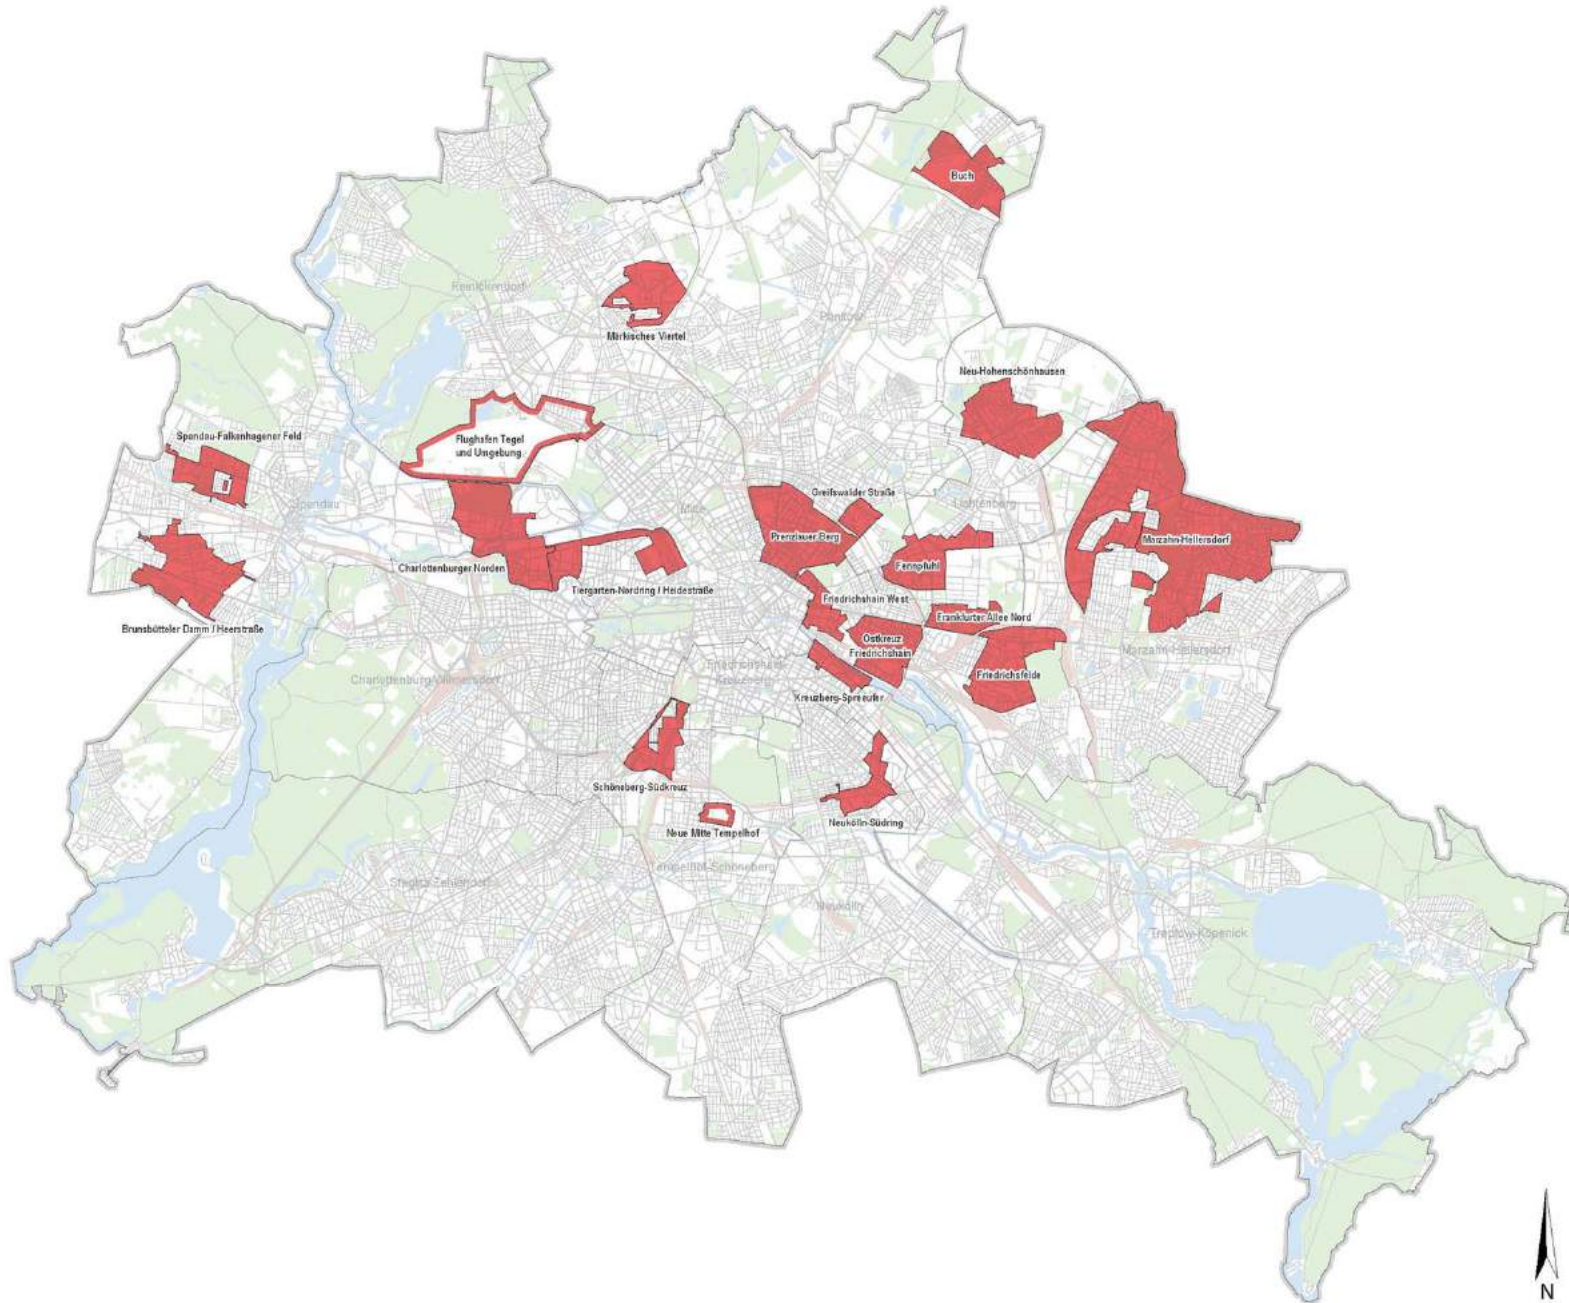 Buch
Reinickendorf
Pankow
Märkisches Viertel
Neu-Hohenschönhausen
Spandau-Falkenhagener Feld
Flughafen Tegel
und Umgebung
Greifswalder Straße
Spandau
Mitte
Lichtenberg
Prenzlauer Berg
Marzahn-Hellersdorf
Charlottenburger Norden
Fennpfuhl
Tiergarten-Nordring / Heidestraße
Friedrichshain West
Frankfurter Allee Nord
Brunsbütteler Damm / Heerstraße
Ostkreuz
Friedrichshain
Marzahn-Hellersdorf
Friedrichshain-
Kreuzberg
Charlottenburg-Wilmersdorf
Friedrichsfelde
Kreuzberg-Spreeufer
Schöneberg-Südkreuz
Neue Mitte Tempelhof
Neukölln-Südring
Tempelhof-Schöneberg
Steglitz-Zehlendorf
Neukölln
Treptow-Köpenick
N